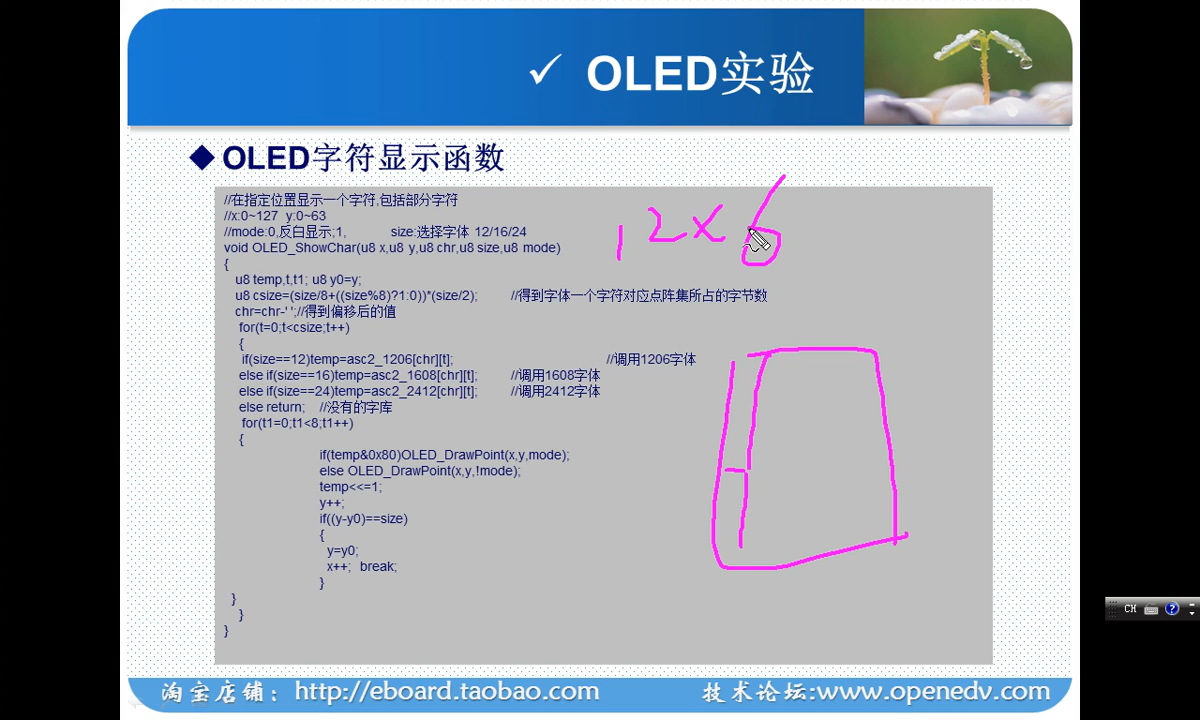 ✓ OLED实验
◆ OLED字符显示函数
//在指定位置显示一个字符,包括部分字符
//x:0~127 y:0~63
//mode:0,反白显示;1, size:选择字体 12/16/24
void OLED_ShowChar(u8 x,u8 y,u8 chr,u8 size,u8 mode)
{
u8 temp,t,t1; u8 y0=y;
u8 csize=(size/8+((size%8)?1:0))*(size/2); //得到字体一个字符对应点阵集所占的字节数
chr=chr-' ';//得到偏移后的值
for(t=0;t<csize;t++)
{
if(size==12)temp=asc2_1206[chr][t]; //调用1206字体
else if(size==16)temp=asc2_1608[chr][t]; //调用1608字体
else if(size==24)temp=asc2_2412[chr][t]; //调用2412字体
else return; //没有的字库
for(t1=0;t1<8;t1++)
{
if(temp&0x80)OLED_DrawPoint(x,y,mode);
else OLED_DrawPoint(x,y,!mode);
temp<<=1;
y++;
if((y-y0)==size)
{
y=y0;
x++; break;
}
}
}
}
12x6
CH
淘宝店铺：http://eboard.taobao.com 技术论坛:www.openedv.com